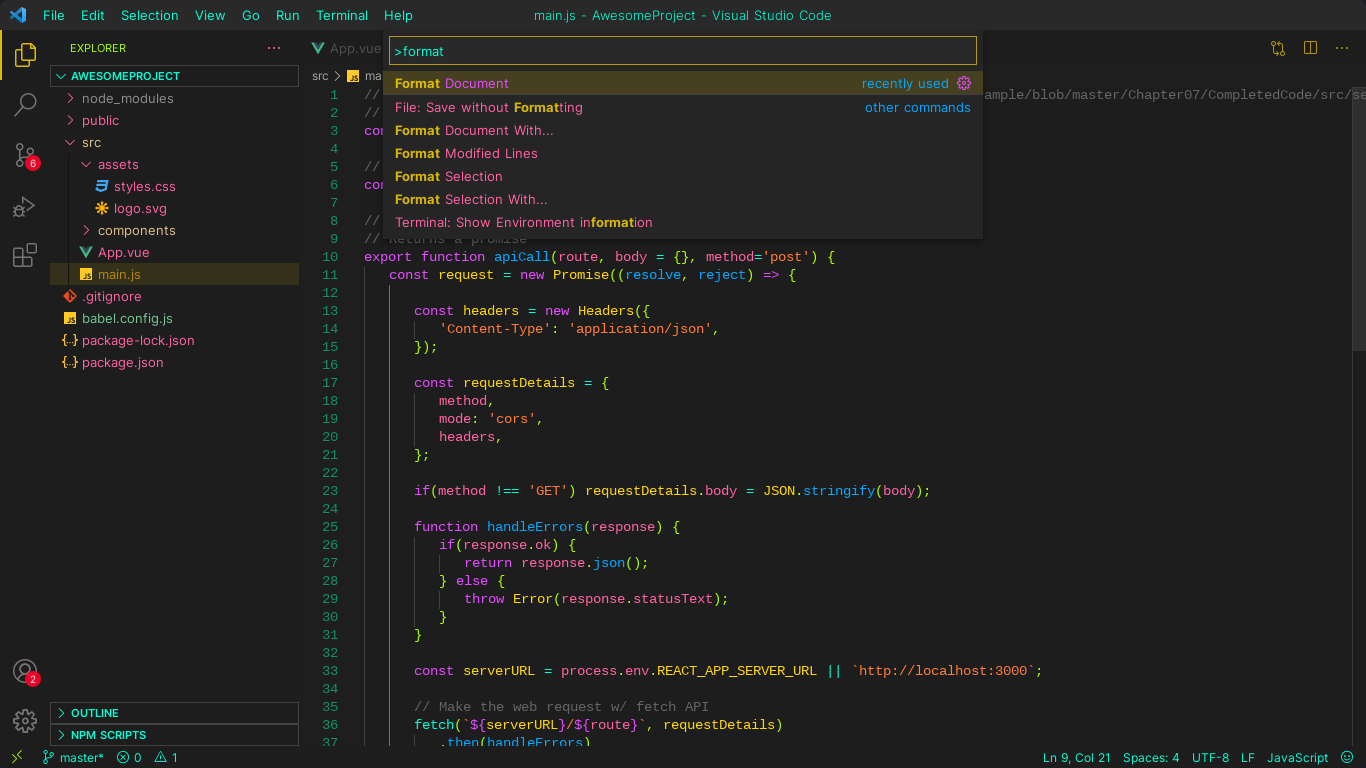 File Edit Selection View Go Run Terminal Help main.js - AwesomeProject - Visual Studio Code
EXPLORER
AWESOMEPROJECT
node_modules
public
src
assets
styles.css
logo.svg
components
App.vue
main.js
.gitignore
babel.config.js
package-lock.json
package.json
OUTLINE
NPM SCRIPTS
6
2
App.vue
>format
Format Document recently used
File: Save without Formatting other commands
Format Document With...
Format Modified Lines
Format Selection
Format Selection With...
Terminal: Show Environment information
src
1 // ample/blob/master/Chapter07/CompletedCode/src/se
2 //
3
4
5 //
6
7
8 //
9 // Returns a promise
10 export function apiCall(route, body = {}, method='post') {
11 const request = new Promise((resolve, reject) => {
12
13 const headers = new Headers({
14 'Content-Type': 'application/json',
15 });
16
17 const requestDetails = {
18 method,
19 mode: 'cors',
20 headers,
21 };
22
23 if(method !== 'GET') requestDetails.body = JSON.stringify(body);
24
25 function handleErrors(response) {
26 if(response.ok) {
27 return response.json();
28 } else {
29 throw Error(response.statusText);
30 }
31 }
32
33 const serverURL = process.env.REACT_APP_SERVER_URL || `http://localhost:3000`;
34
35 // Make the web request w/ fetch API
36 fetch(`${serverURL}/${route}`, requestDetails)
37 .then(handleErrors)
master* 0 1 Ln 9, Col 21 Spaces: 4 UTF-8 LF JavaScript